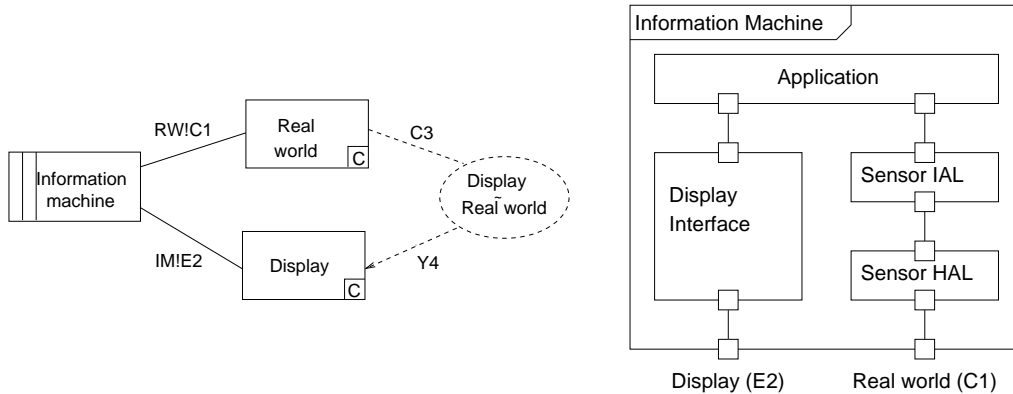 RW!C1
Real
world
C
C3
Information
machine
Display
~
Real world
IM!E2
Display
C
Y4
Information Machine
Application
Display
Interface
Sensor IAL
Sensor HAL
Display (E2)
Real world (C1)